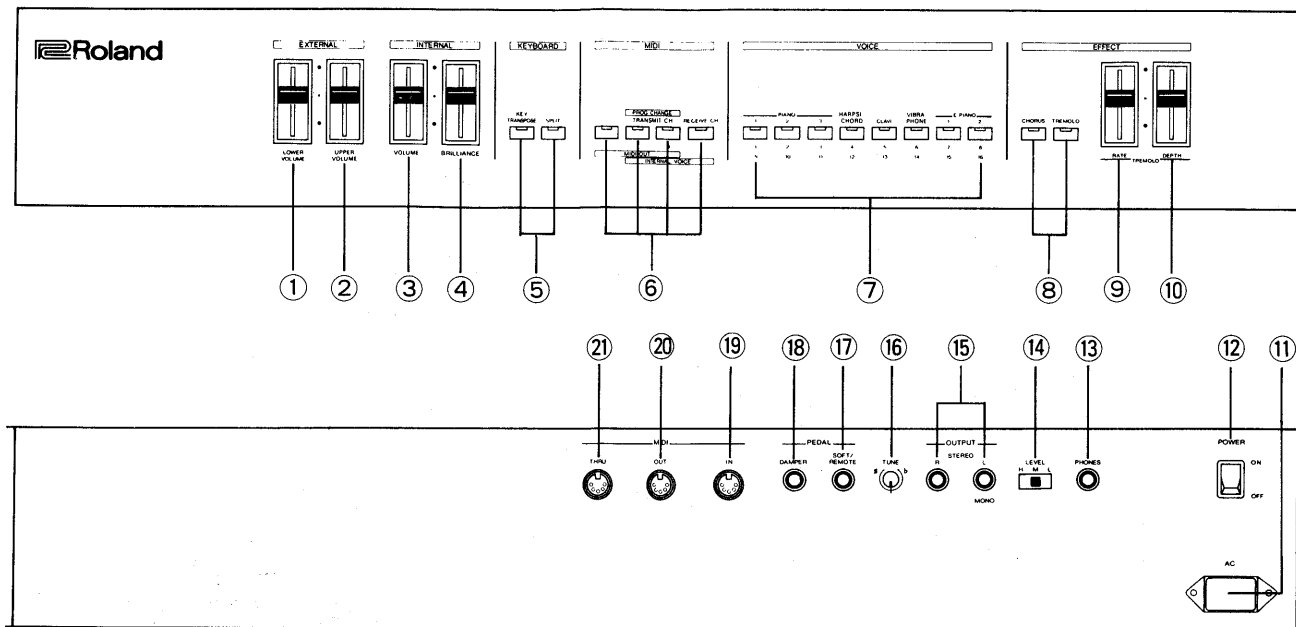 Roland
EXTERNAL INTERNAL KEYBOARD MIDI VOICE EFFECT
KEY TRANSPOSE SPLIT
PROG CHANGE
TRANSMIT CH RECEIVE CH
PIANO HARPSI CHORD CLAVI VIBRA PHONE E PIANO
1 2 3 1 2
CHORUS TREMOLO
LOWER VOLUME UPPER VOLUME VOLUME BRILLIANCE
MIDI OUT
INTERNAL VOICE
1 2 3 4 5 6 7 8
9 10 11 12 13 14 15 16
RATE TREMOLO DEPTH
① ② ③ ④ ⑤ ⑥ ⑦ ⑧ ⑨ ⑩
㉑ ⑳ ⑲ ⑱ ⑰ ⑯ ⑮ ⑭ ⑬ ⑫ ⑪
MIDI PEDAL OUTPUT POWER
THRU OUT IN DAMPER SOFT/REMOTE TUNE R STEREO L LEVEL PHONES
♯ ♭ H M L
ON
OFF
MONO
AC